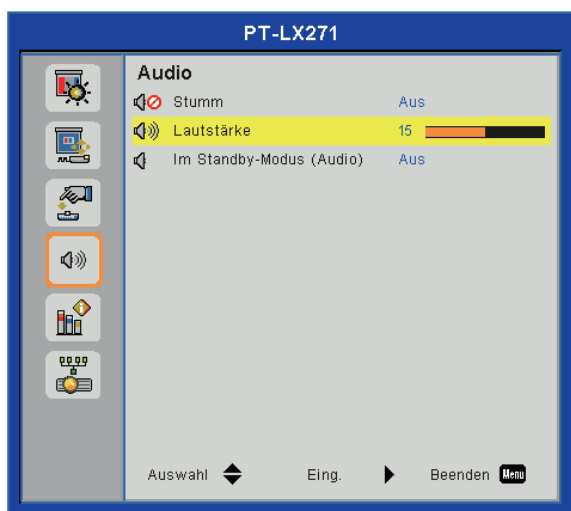 PT-LX271
Audio
Stumm Aus
Lautstärke 15
Im Standby-Modus (Audio) Aus
Auswahl Eing. Beenden Menu